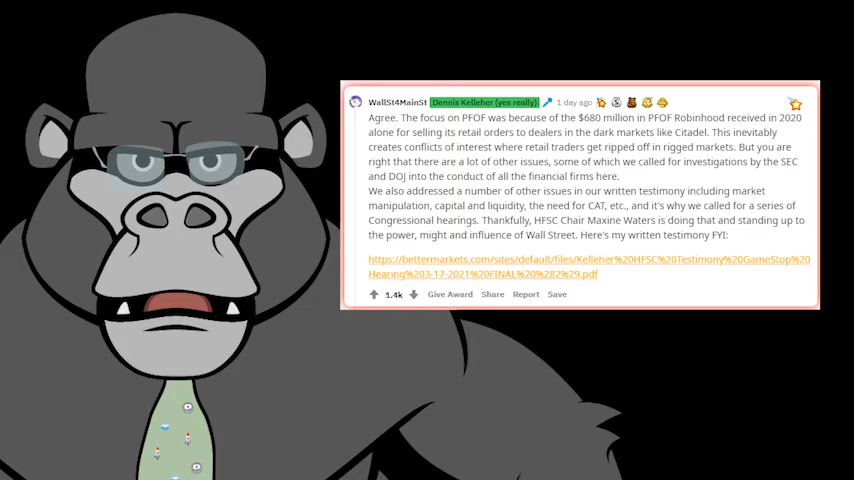 WallSt4MainSt Dennis Kelleher (yes really) 1 day ago
Agree. The focus on PFOF was because of the $680 million in PFOF Robinhood received in 2020
alone for selling its retail orders to dealers in the dark markets like Citadel. This inevitably
creates conflicts of interest where retail traders get ripped off in rigged markets. But you are
right that there are a lot of other issues, some of which we called for investigations by the SEC
and DOJ into the conduct of all the financial firms here.
We also addressed a number of other issues in our written testimony including market
manipulation, capital and liquidity, the need for CAT, etc., and it's why we called for a series of
Congressional hearings. Thankfully, HFSC Chair Maxine Waters is doing that and standing up to
the power, might and influence of Wall Street. Here's my written testimony FYI:
https://bettermarkets.com/sites/default/files/Kelleher%20HFSC%20Testimony%20GameStop%20
Hearing%203-17-2021%20FINAL%20%282%29.pdf
1.4k Give Award Share Report Save